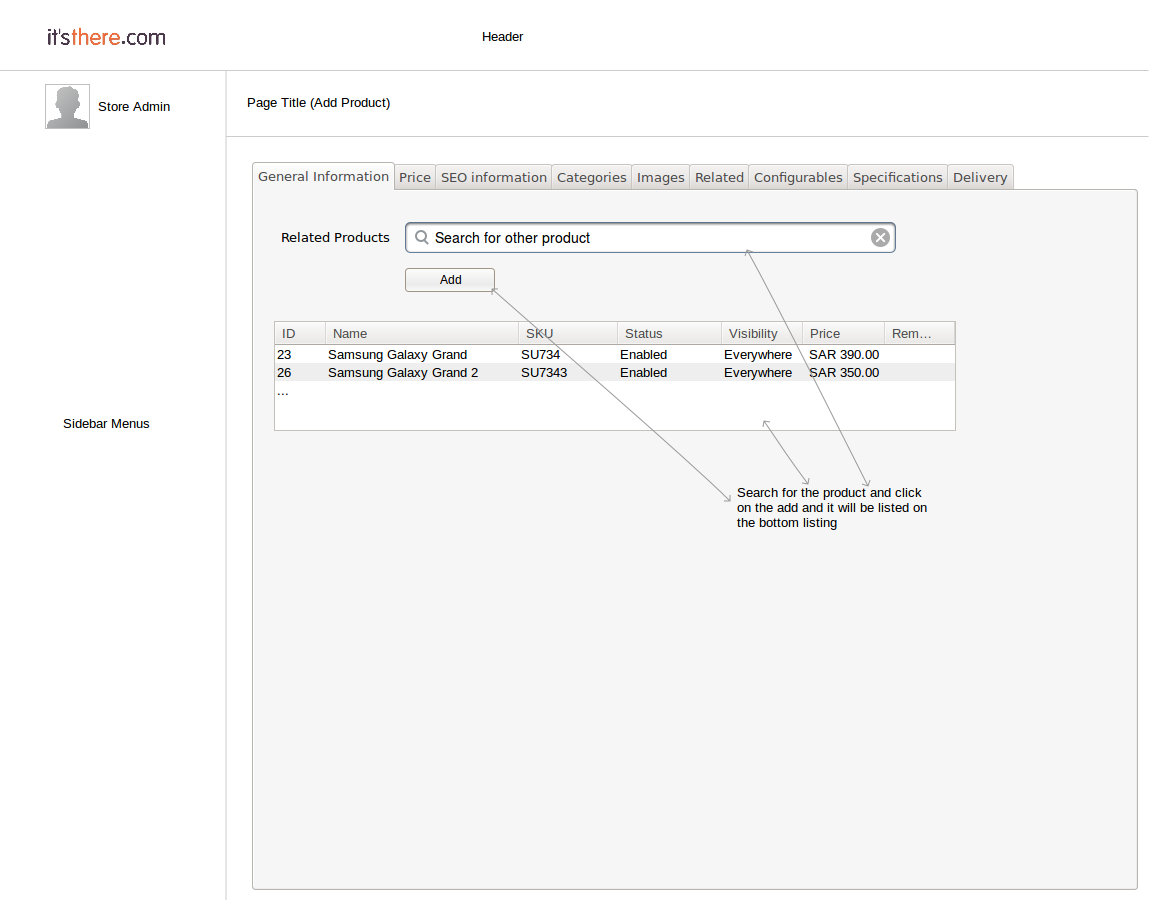 it'sthere.com
Header
Store Admin
Page Title (Add Product)
General Information Price SEO information Categories Images Related Configurables Specifications Delivery
Related Products Search for other product
Add
ID Name SKU Status Visibility Price Rem...
23 Samsung Galaxy Grand SU734 Enabled Everywhere SAR 390.00
26 Samsung Galaxy Grand 2 SU7343 Enabled Everywhere SAR 350.00
...
Sidebar Menus
Search for the product and click
on the add and it will be listed on
the bottom listing